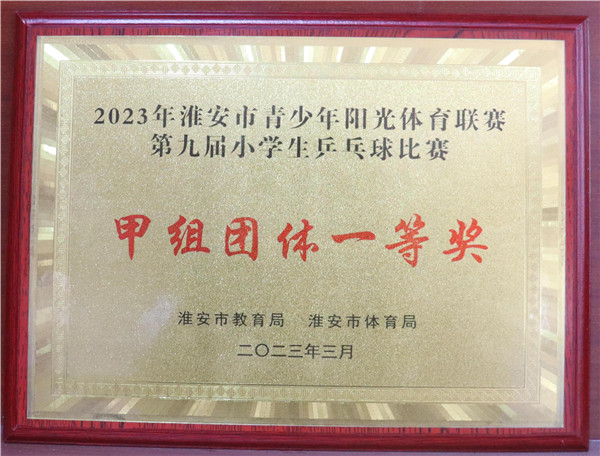 2023年淮安市青少年阳光体育联赛
第九届小学生乒乓球比赛
甲组团体一等奖
淮安市教育局 淮安市体育局
二〇二三年三月